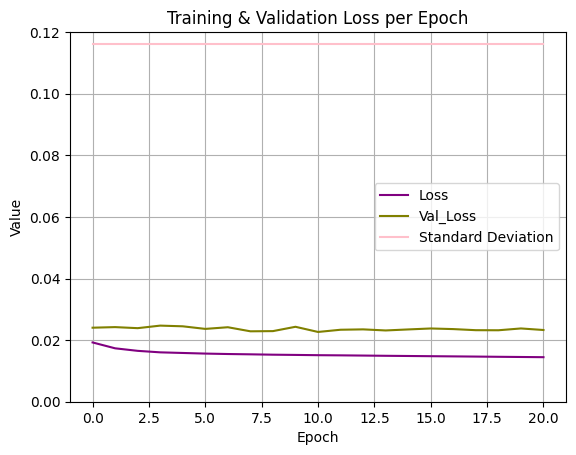 Training & Validation Loss per Epoch
0.12
0.10
0.08
0.06
0.04
0.02
0.00
Value
Loss
Val_Loss
Standard Deviation
0.0 2.5 5.0 7.5 10.0 12.5 15.0 17.5 20.0
Epoch